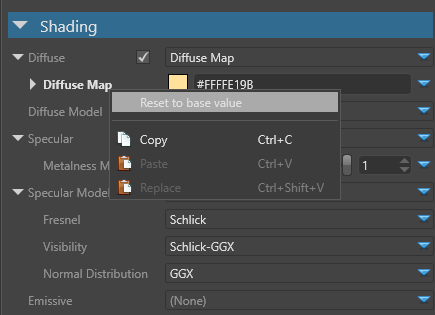 Shading
Diffuse Diffuse Map
Diffuse Map #FFFFE19B
Reset to base value
Diffuse Model
Copy Ctrl+C
Specular
Paste Ctrl+V
Metalness M 1
Replace Ctrl+Shift+V
Specular Model
Fresnel Schlick
Visibility Schlick-GGX
Normal Distribution GGX
Emissive (None)